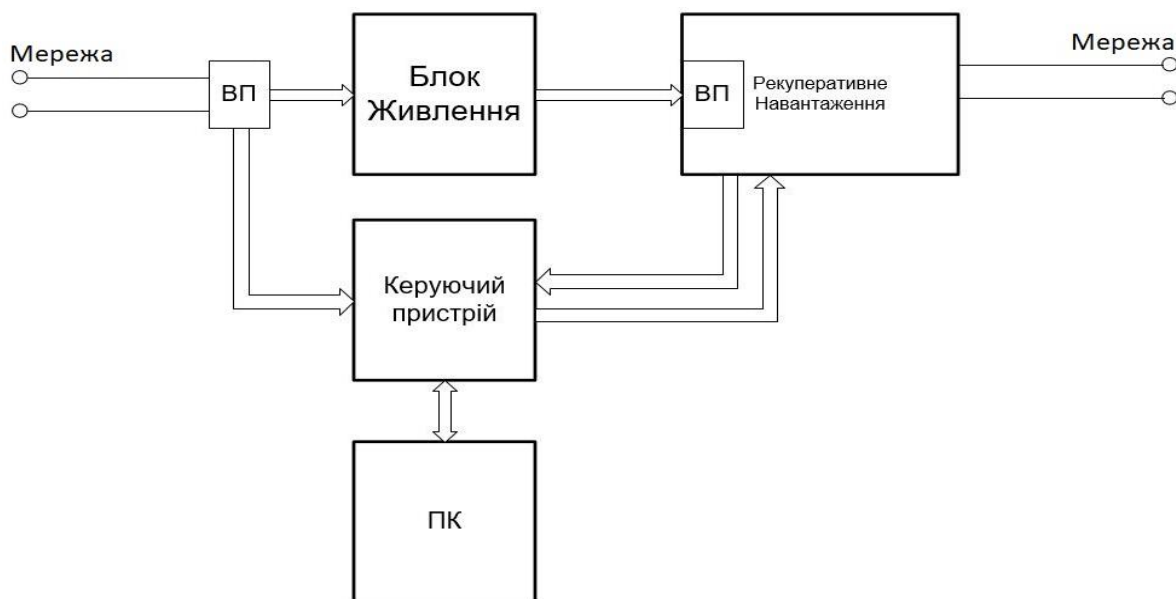 Мережа
ВП
Блок
Живлення
ВП
Рекуперативне
Навантаження
Мережа
Керуючий
пристрій
ПК